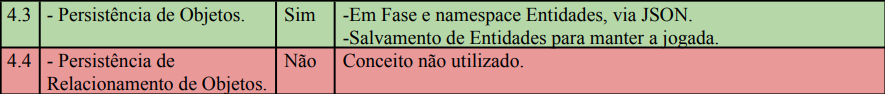 4.3 - Persistência de Objetos. Sim -Em Fase e namespace Entidades, via JSON.
-Salvamento de Entidades para manter a jogada.
4.4 - Persistência de Não Conceito não utilizado.
Relacionamento de Objetos.